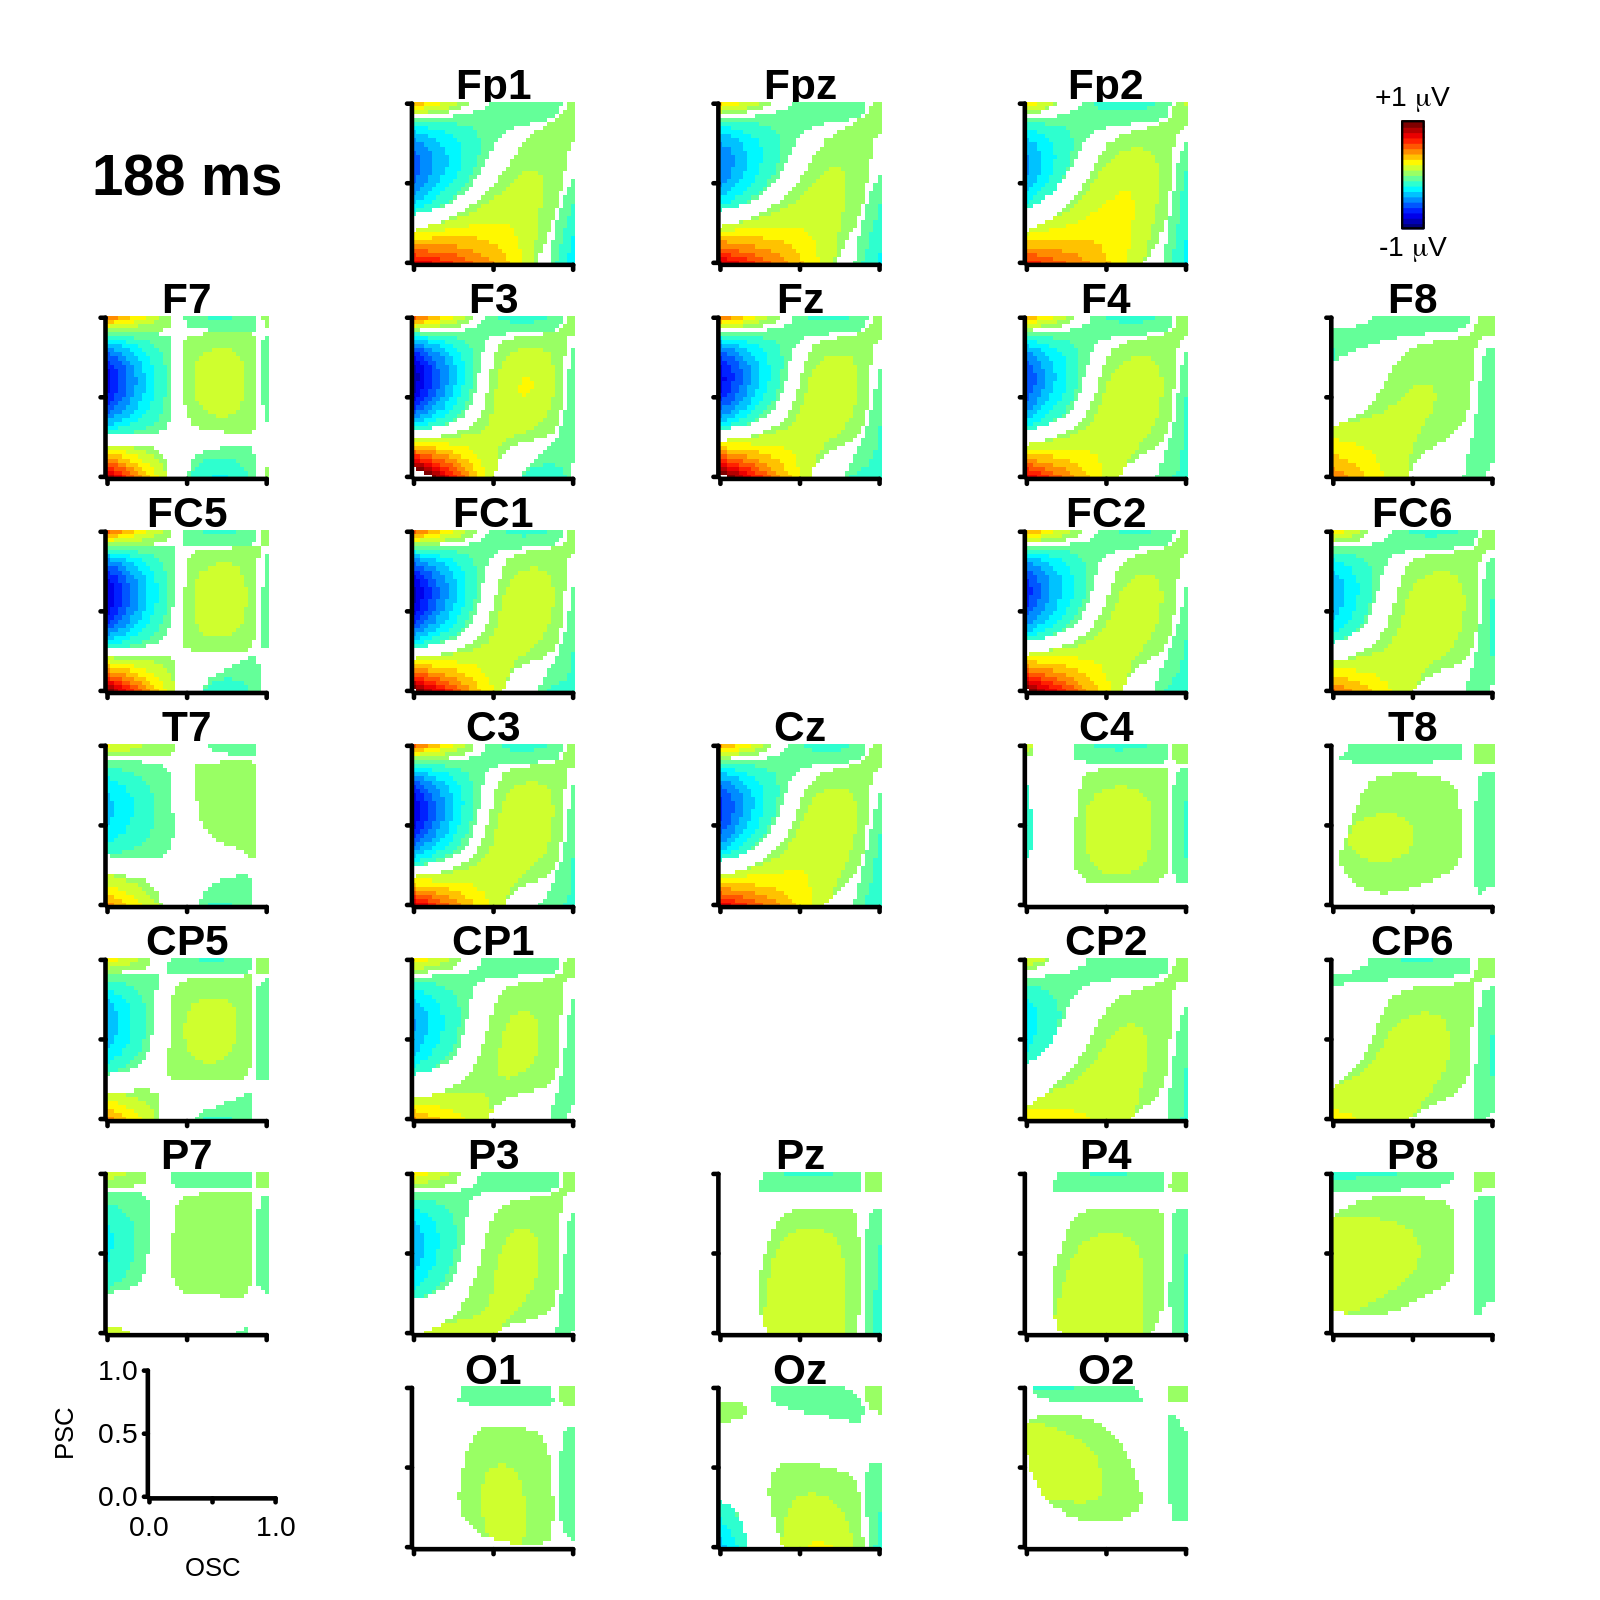 Fp1
Fpz
Fp2
+1 µV
188 ms
-1 µV
F7
F3
Fz
F4
F8
FC5
FC1
FC2
FC6
T7
C3
Cz
C4
T8
CP5
CP1
CP2
CP6
P7
P3
Pz
P4
P8
O1
Oz
O2
1.0
0.5
0.0
PSC
0.0
1.0
OSC